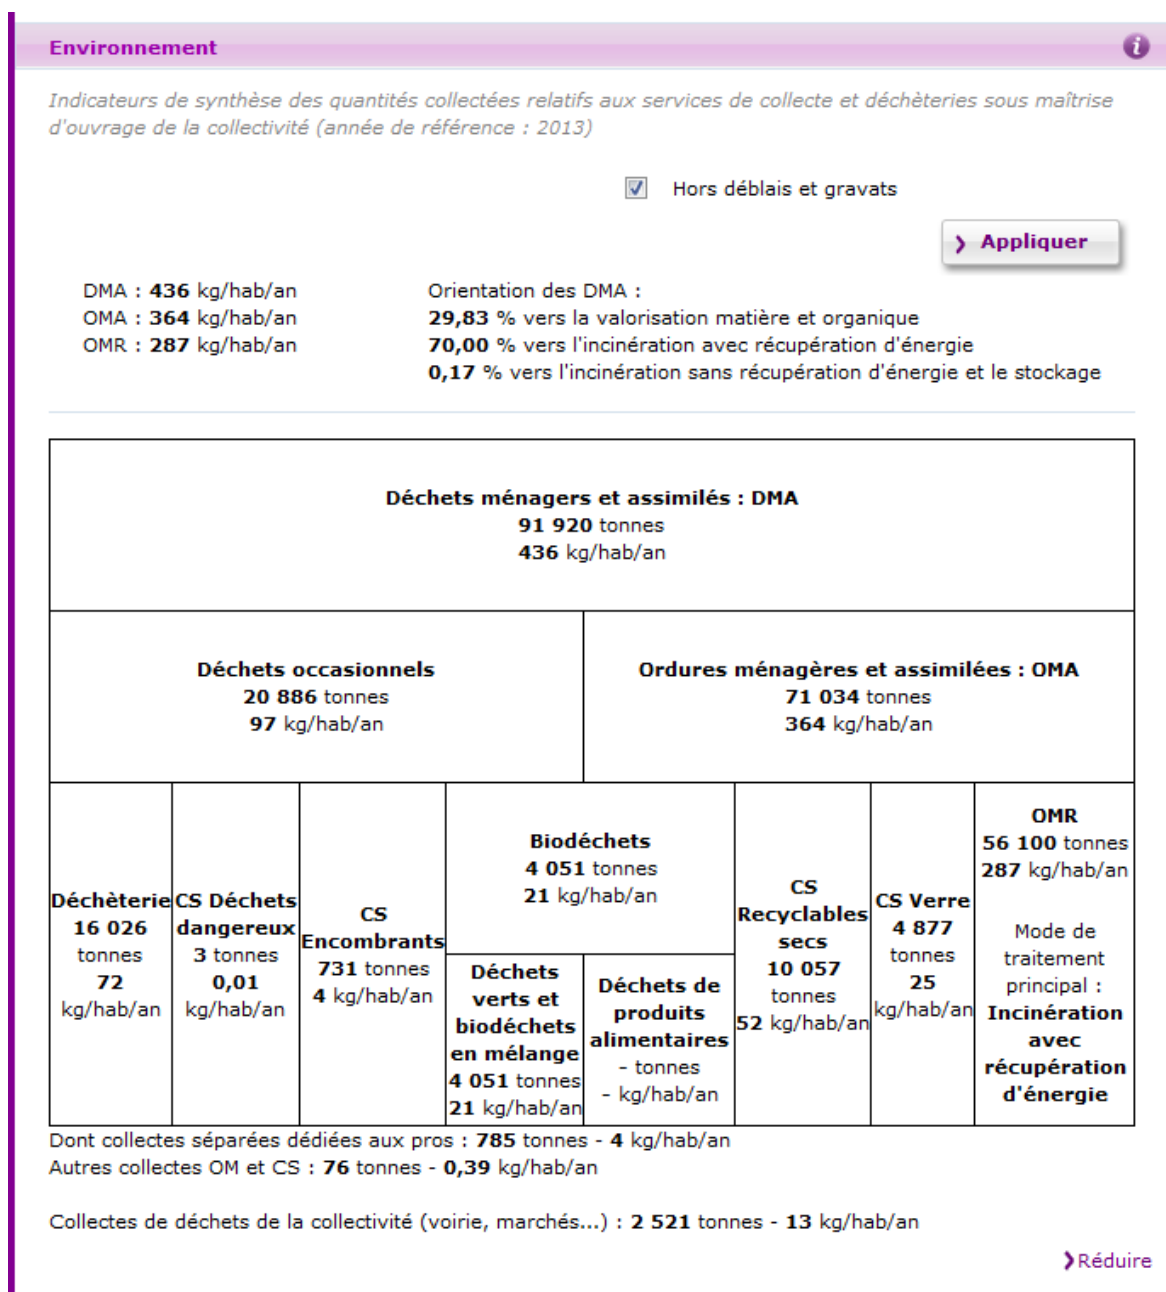 Environnement
i
Indicateurs de synthèse des quantités collectées relatifs aux services de collecte et déchèteries sous maîtrise
d'ouvrage de la collectivité (année de référence : 2013)
Hors déblais et gravats
Appliquer
DMA : 436 kg/hab/an
OMA : 364 kg/hab/an
OMR : 287 kg/hab/an
Orientation des DMA :
29,83 % vers la valorisation matière et organique
70,00 % vers l'incinération avec récupération d'énergie
0,17 % vers l'incinération sans récupération d'énergie et le stockage
Déchets ménagers et assimilés : DMA
91 920 tonnes
436 kg/hab/an
Déchets occasionnels
20 886 tonnes
97 kg/hab/an
Ordures ménagères et assimilées : OMA
71 034 tonnes
364 kg/hab/an
Déchèterie
16 026
tonnes
72
kg/hab/an
CS Déchets
dangereux
3 tonnes
0,01
kg/hab/an
CS
Encombrants
731 tonnes
4 kg/hab/an
Biodéchets
4 051 tonnes
21 kg/hab/an
Déchets
verts et
biodéchets
en mélange
4 051 tonnes
21 kg/hab/an
Déchets de
produits
alimentaires
- tonnes
- kg/hab/an
CS
Recyclables
secs
10 057
tonnes
52 kg/hab/an
CS Verre
4 877
tonnes
25
kg/hab/an
OMR
56 100 tonnes
287 kg/hab/an
Mode de
traitement
principal :
Incinération
avec
récupération
d'énergie
Dont collectes séparées dédiées aux pros : 785 tonnes - 4 kg/hab/an
Autres collectes OM et CS : 76 tonnes - 0,39 kg/hab/an
Collectes de déchets de la collectivité (voirie, marchés...) : 2 521 tonnes - 13 kg/hab/an
Réduire